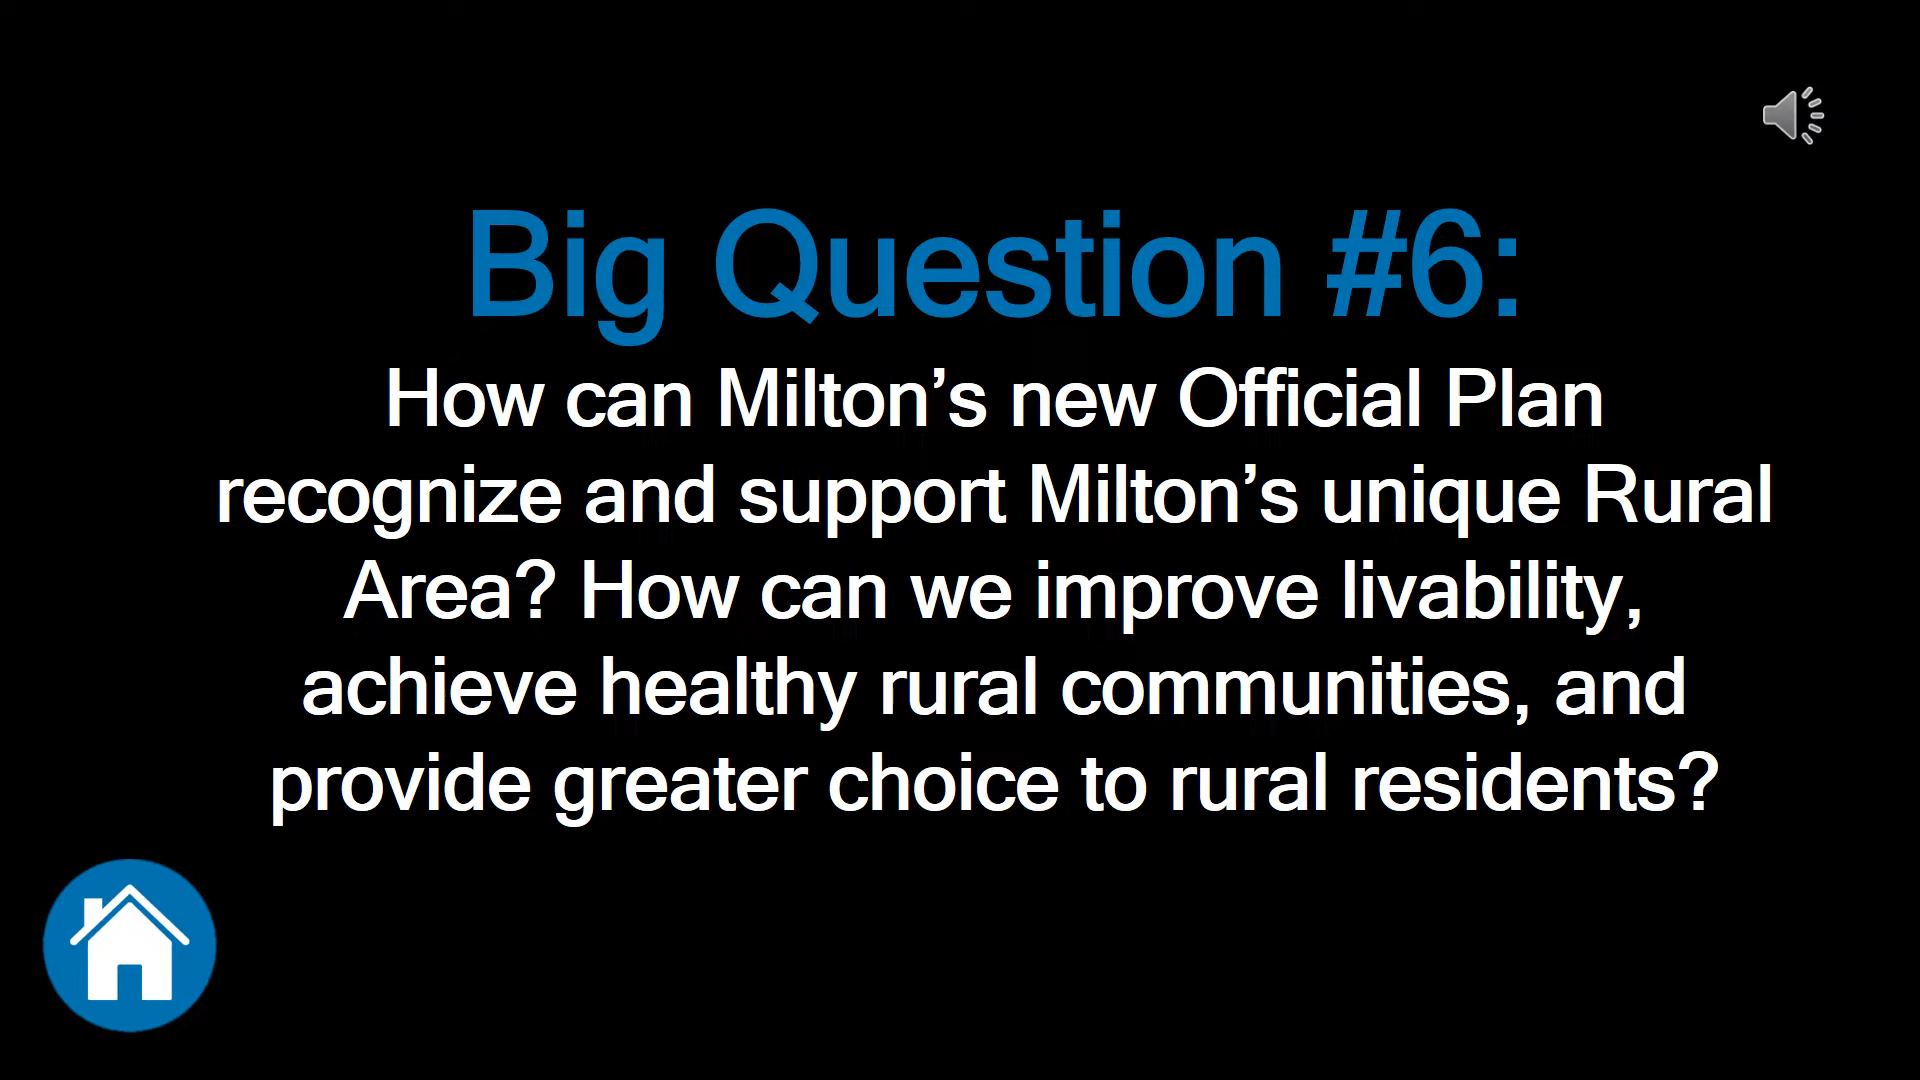 Big Question #6:
How can Milton’s new Official Plan
recognize and support Milton’s unique Rural
Area? How can we improve livability,
achieve healthy rural communities, and
provide greater choice to rural residents?